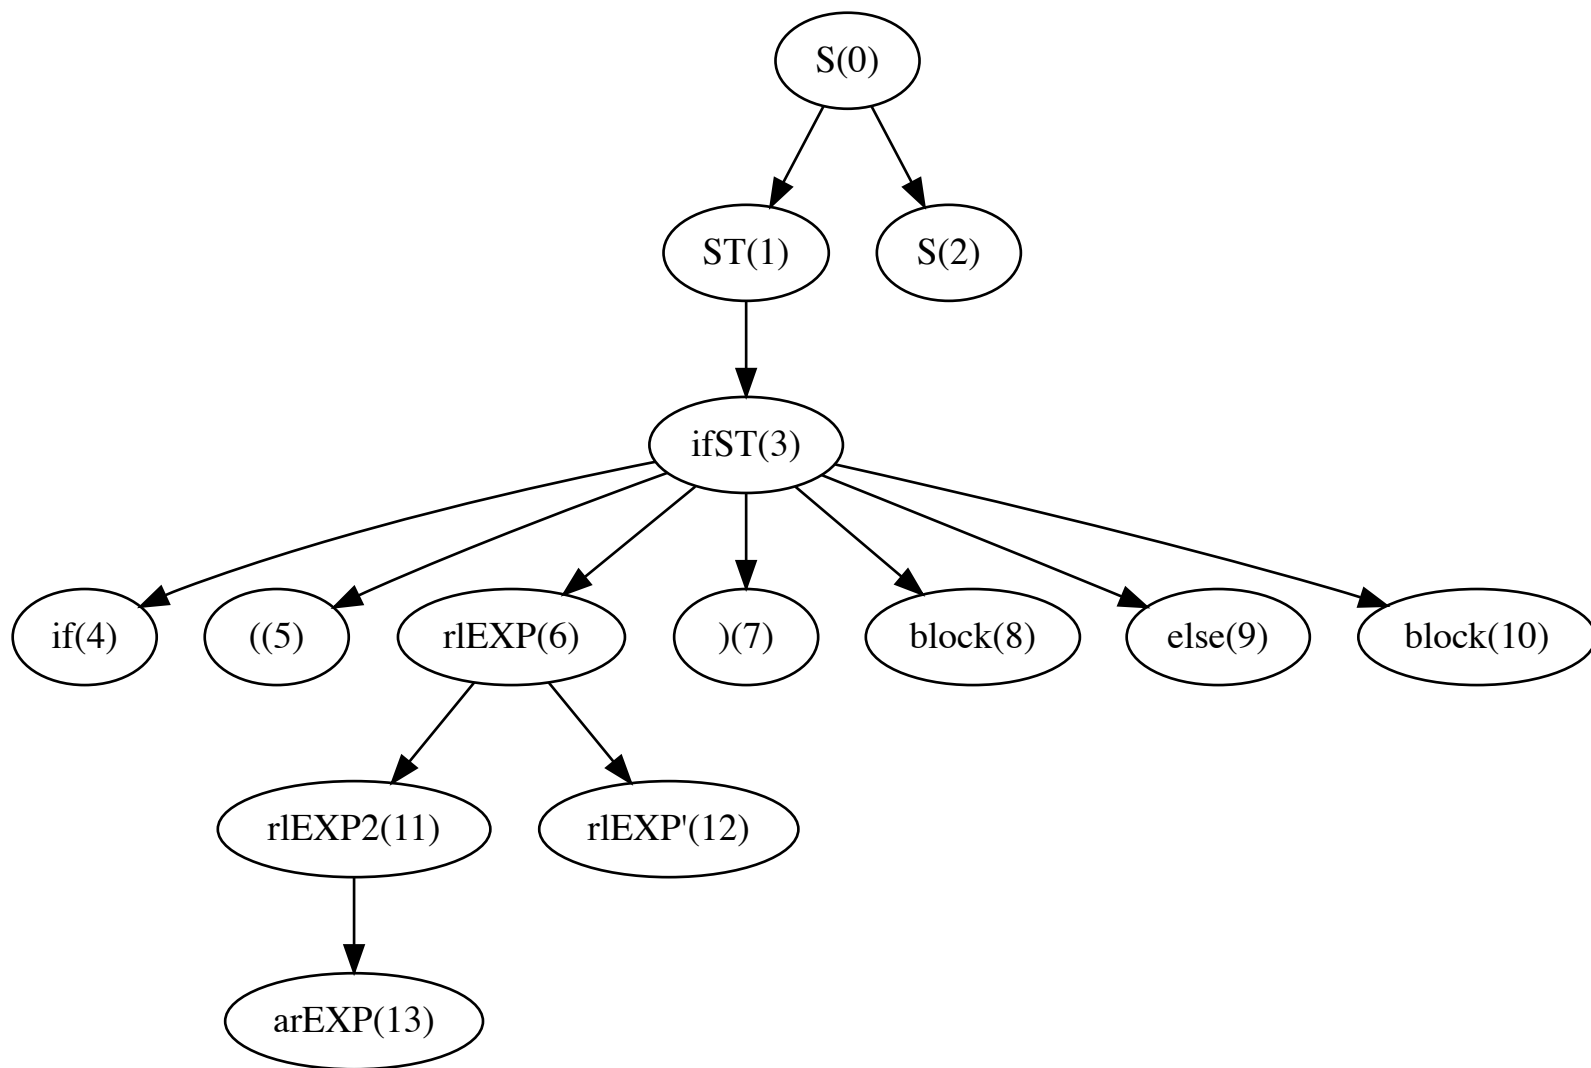 S(0)
ST(1)
S(2)
ifST(3)
if(4)
((5)
rlEXP(6)
)(7)
block(8)
else(9)
block(10)
rlEXP2(11)
rlEXP'(12)
arEXP(13)